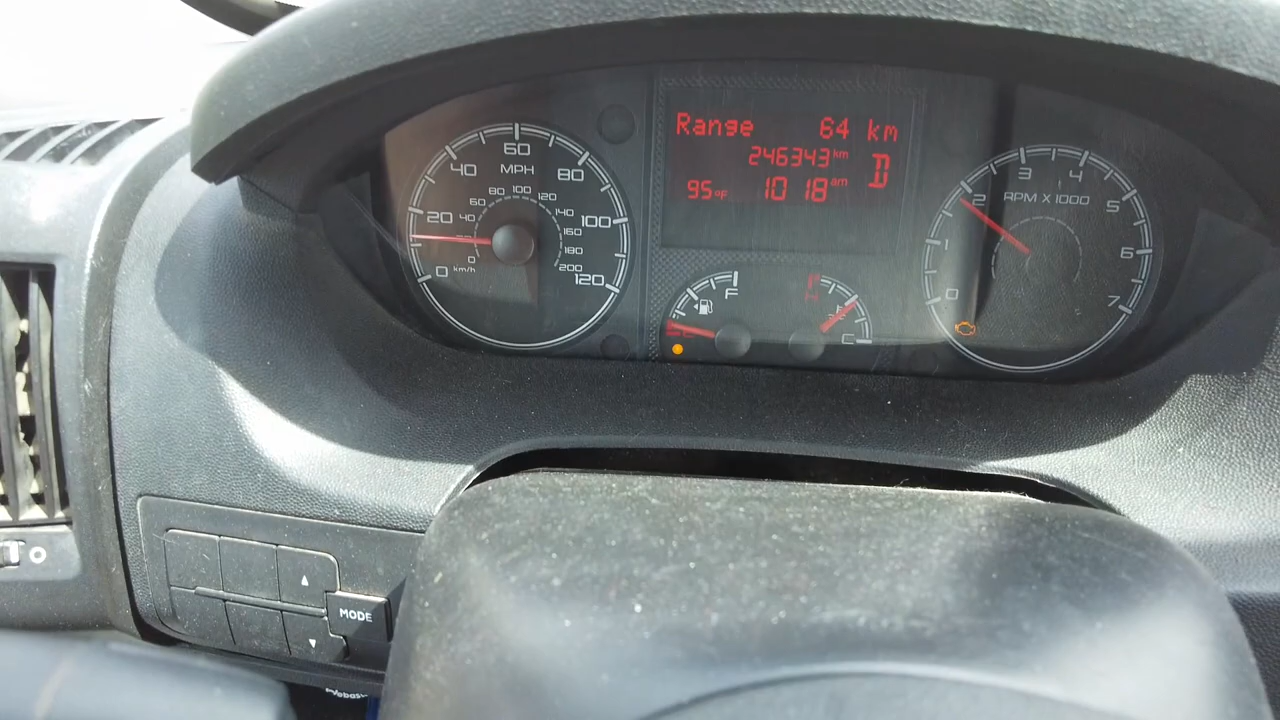 Range 64 km
246343 km
D
95°F 10 18 am
0 20 40 60 80 100 120
MPH
0 40 60 80 100 120 140 160 180 200
km/h
F
C
0 1 2 3 4 5 6 7
RPM X 1000
MODE